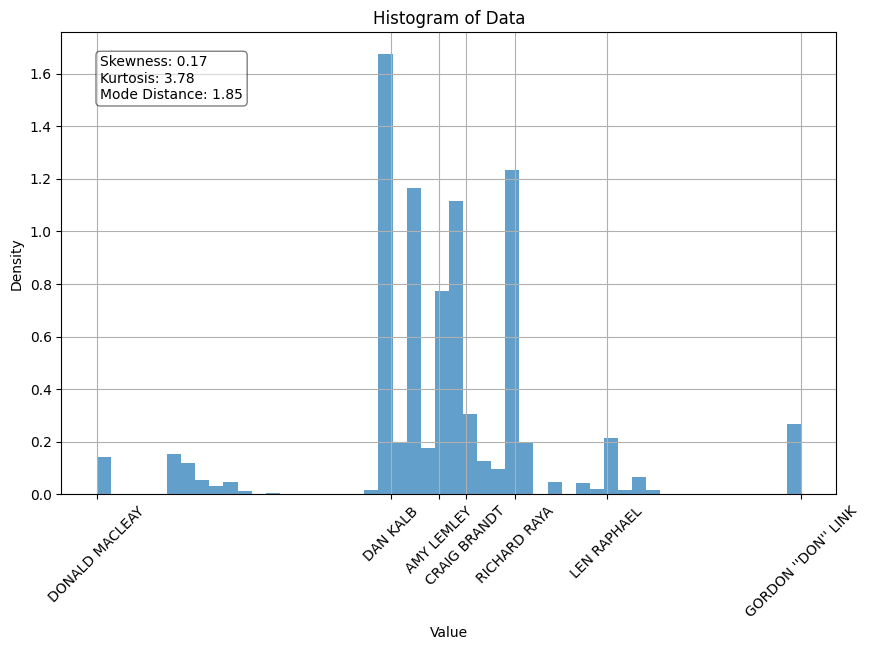 Histogram of Data
Skewness: 0.17
Kurtosis: 3.78
Mode Distance: 1.85
Density
1.6
1.4
1.2
1.0
0.8
0.6
0.4
0.2
0.0
DONALD MACLEAY
DAN KALB
AMY LEMLEY
CRAIG BRANDT
RICHARD RAYA
LEN RAPHAEL
GORDON ''DON'' LINK
Value